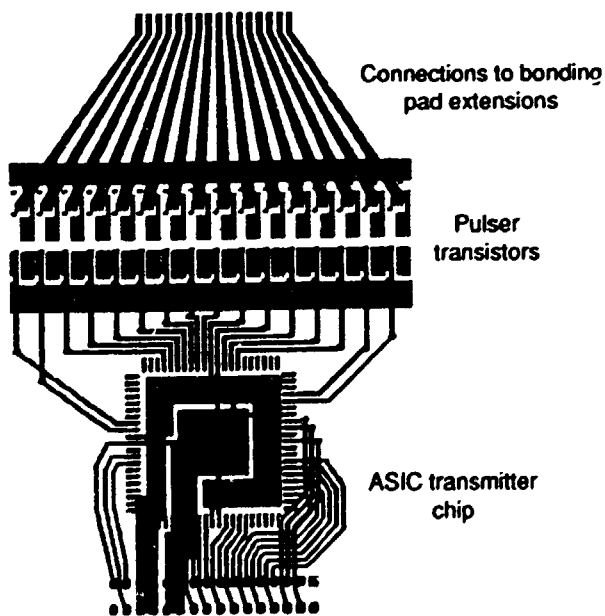 Connections to bonding
pad extensions
Pulser
transistors
ASIC transmitter
chip